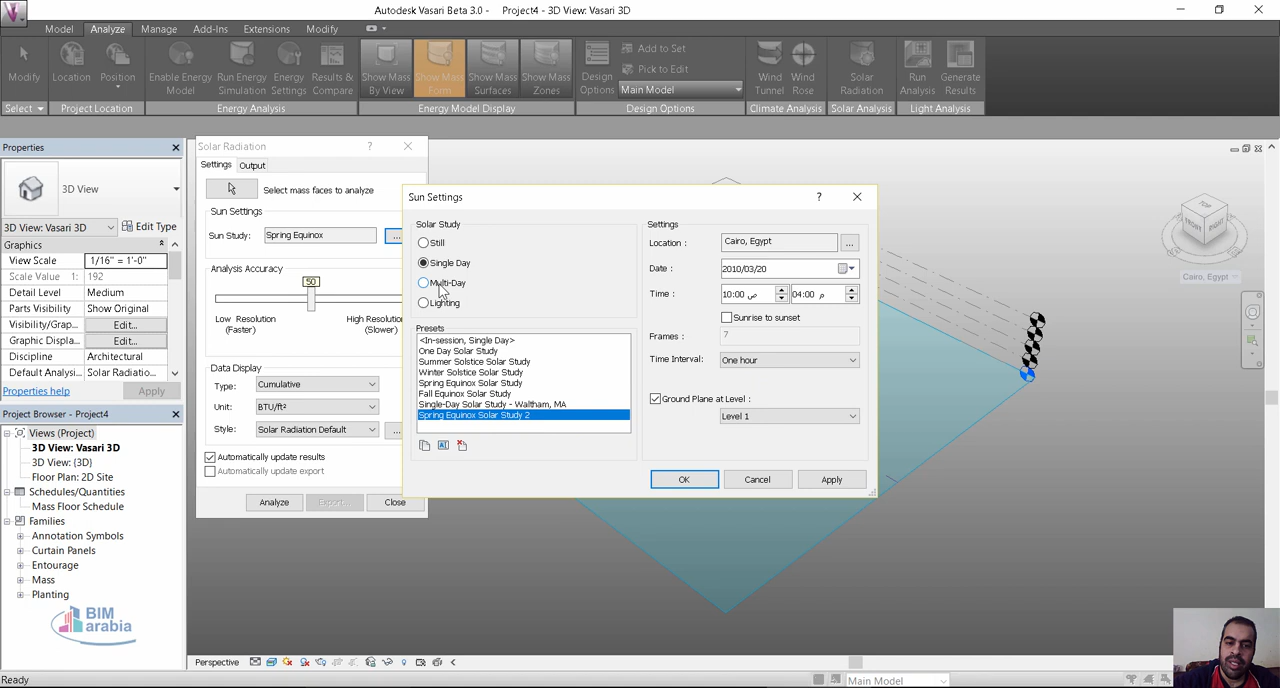 Autodesk Vasari Beta 3.0 - Project4 - 3D View: Vasari 3D
Model Analyze Manage Add-Ins Extensions Modify
Modify
Location Position
Enable Energy Model
Run Energy Simulation
Energy Settings
Results & Compare
Show Mass By View
Show Mass Form
Show Mass Surfaces
Show Mass Zones
Design Options
Add to Set
Pick to Edit
Main Model
Wind Tunnel
Wind Rose
Solar Radiation
Run Analysis
Generate Results
Select Project Location Energy Analysis Energy Model Display Design Options Climate Analysis Solar Analysis Light Analysis
Properties
3D View
3D View: Vasari 3D Edit Type
Graphics
View Scale 1/16" = 1'-0"
Scale Value 1: 192
Detail Level Medium
Parts Visibility Show Original
Visibility/Grap... Edit...
Graphic Displa... Edit...
Discipline Architectural
Default Analysi... Solar Radiatio...
Properties help Apply
Project Browser - Project4
Views (Project)
3D View: Vasari 3D
3D View: {3D}
Floor Plan: 2D Site
Schedules/Quantities
Mass Floor Schedule
Families
Annotation Symbols
Curtain Panels
Entourage
Mass
Planting
BIM
arabia
Solar Radiation ?
Settings Output
Select mass faces to analyze
Sun Settings
Sun Study: Spring Equinox ...
Analysis Accuracy
50
Low Resolution (Faster)
High Resolution (Slower)
Data Display
Type: Cumulative
Unit: BTU/ft²
Style: Solar Radiation Default ...
Automatically update results
Automatically update export
Analyze Export... Close
Sun Settings ?
Solar Study
Still
Single Day
Multi-Day
Lighting
Presets
<In-session, Single Day>
One Day Solar Study
Summer Solstice Solar Study
Winter Solstice Solar Study
Spring Equinox Solar Study
Fall Equinox Solar Study
Single-Day Solar Study - Waltham, MA
Spring Equinox Solar Study 2
Settings
Location : Cairo, Egypt ...
Date : 2010/03/20
Time : 10:00 ص 04:00 م
Sunrise to sunset
Frames : 7
Time Interval: One hour
Ground Plane at Level :
Level 1
OK Cancel Apply
TOP
FRONT RIGHT
Cairo, Egypt
Perspective
Ready
Main Model